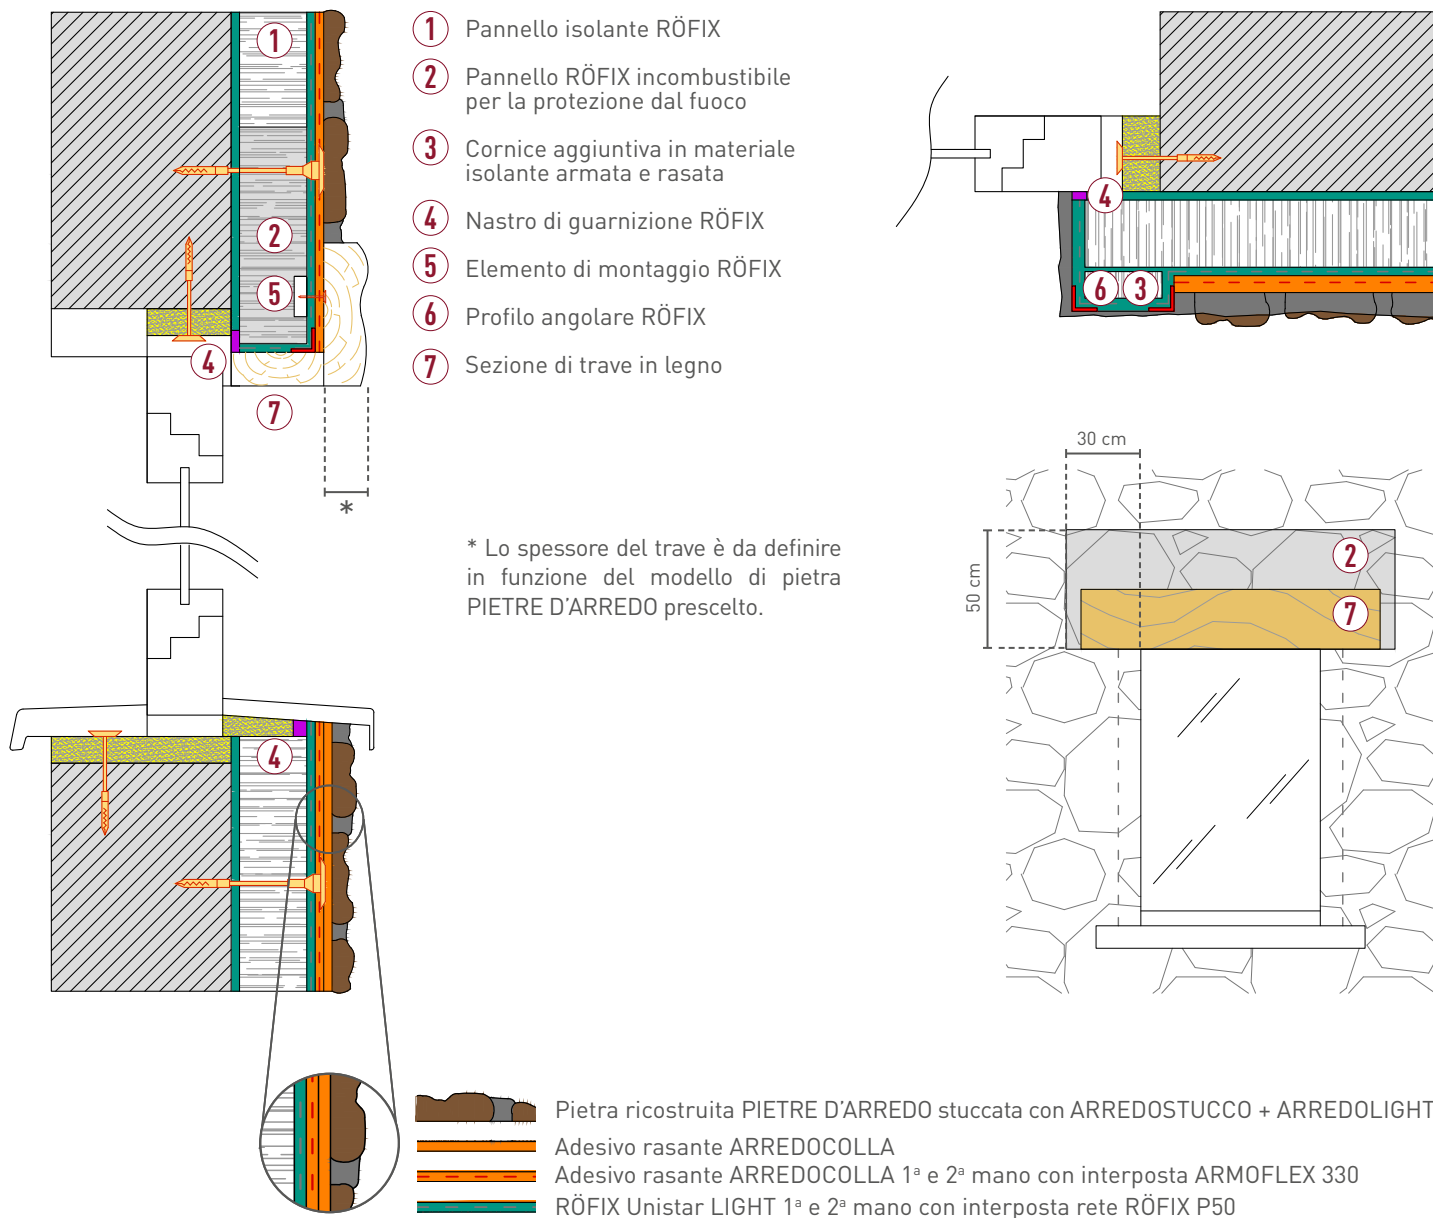 1 Pannello isolante RÖFIX
2 Pannello RÖFIX incombustibile
per la protezione dal fuoco
3 Cornice aggiuntiva in materiale
isolante armata e rasata
4 Nastro di guarnizione RÖFIX
5 Elemento di montaggio RÖFIX
6 Profilo angolare RÖFIX
7 Sezione di trave in legno
1
2
5
4
7
*
4
6 3
* Lo spessore del trave è da definire
in funzione del modello di pietra
PIETRE D'ARREDO prescelto.
30 cm
50 cm
2
7
4
Pietra ricostruita PIETRE D'ARREDO stuccata con ARREDOSTUCCO + ARREDOLIGHT
Adesivo rasante ARREDOCOLLA
Adesivo rasante ARREDOCOLLA 1ª e 2ª mano con interposta ARMOFLEX 330
RÖFIX Unistar LIGHT 1ª e 2ª mano con interposta rete RÖFIX P50